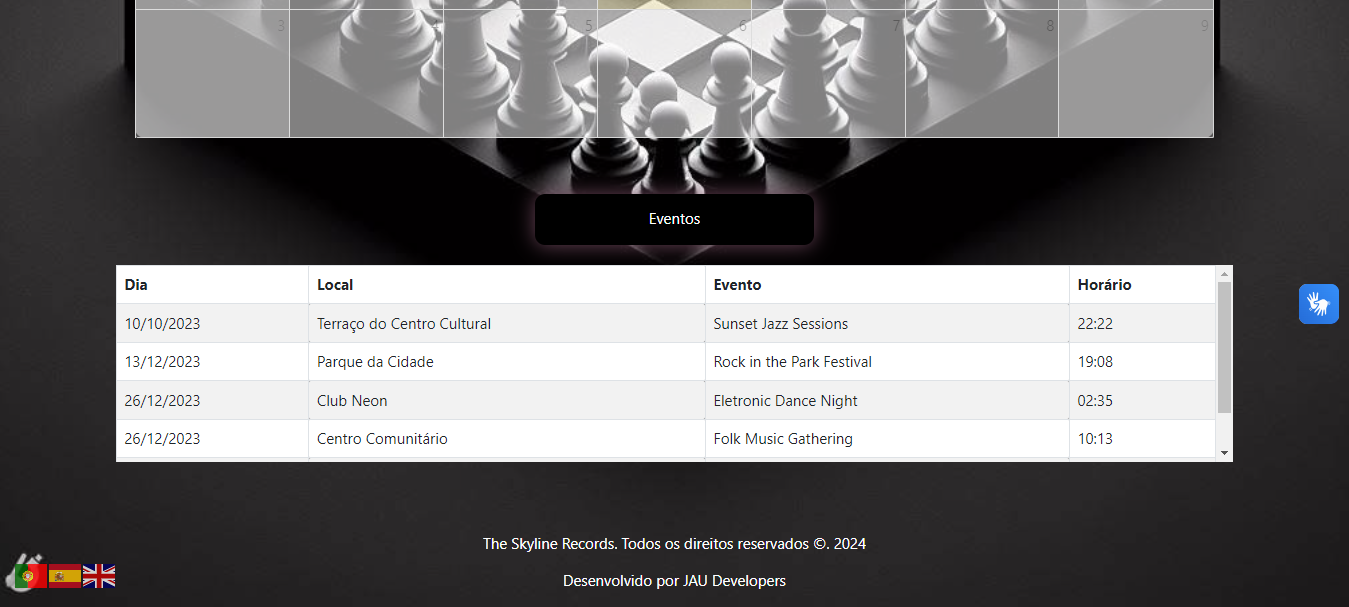 3 4 5 6 7 8 9
Eventos
Dia Local Evento Horário
10/10/2023 Terraço do Centro Cultural Sunset Jazz Sessions 22:22
13/12/2023 Parque da Cidade Rock in the Park Festival 19:08
26/12/2023 Club Neon Eletronic Dance Night 02:35
26/12/2023 Centro Comunitário Folk Music Gathering 10:13
The Skyline Records. Todos os direitos reservados ©. 2024
Desenvolvido por JAU Developers